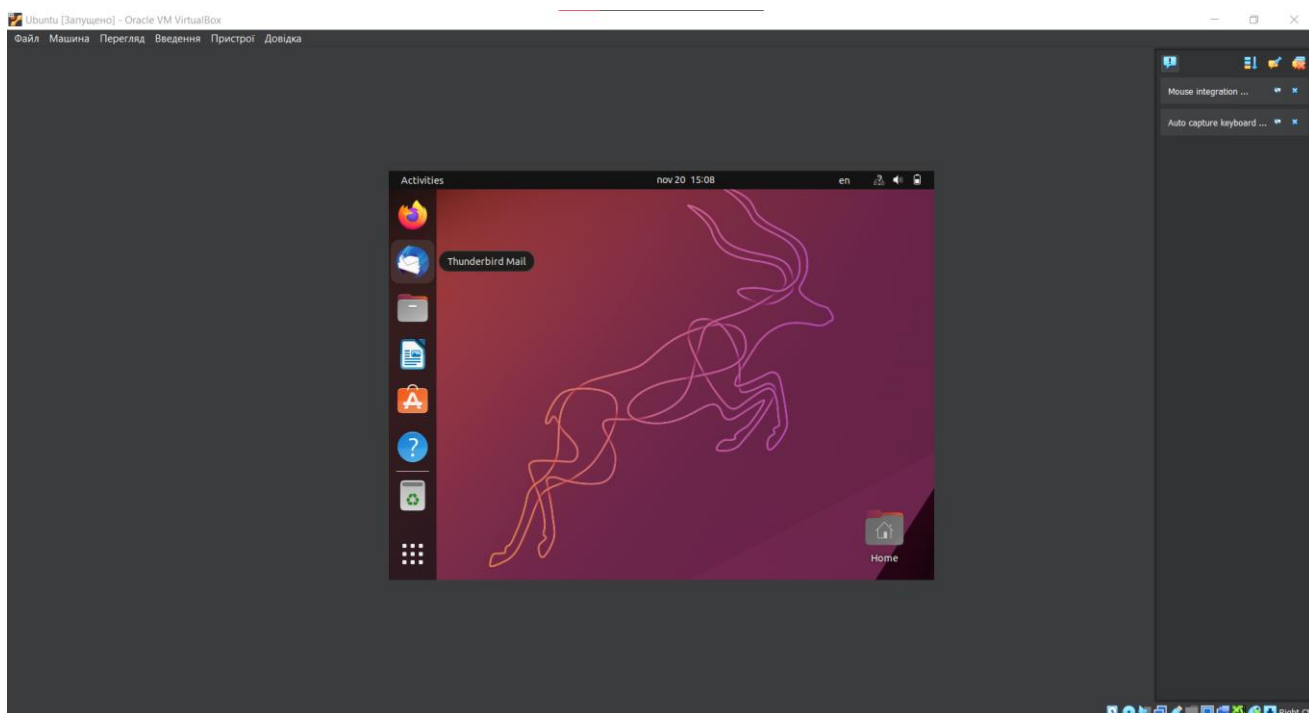 Ubuntu [Запущено] - Oracle VM VirtualBox
Файл Машина Перегляд Введення Пристрої Довідка
Mouse integration ...
Auto capture keyboard ...
Activities nov 20 15:08 en
Thunderbird Mail
Home
Right C